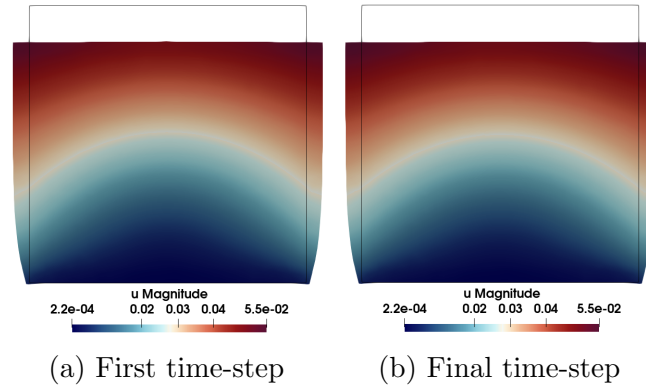 u Magnitude
2.2e-04 0.02 0.03 0.04 5.5e-02
(a) First time-step
u Magnitude
2.2e-04 0.02 0.03 0.04 5.5e-02
(b) Final time-step